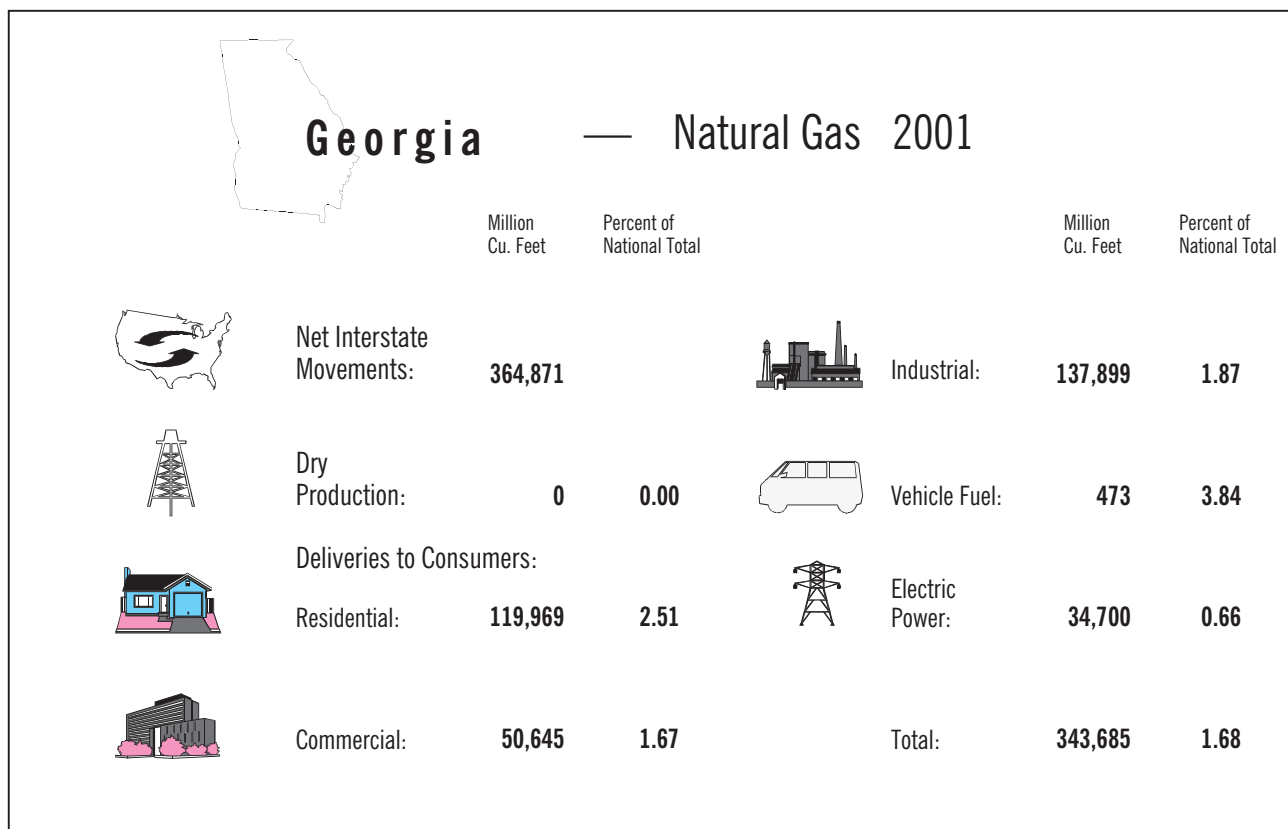 Georgia — Natural Gas 2001
Million Cu. Feet
Percent of National Total
Million Cu. Feet
Percent of National Total
Net Interstate
Movements: 364,871
Dry
Production: 0 0.00
Deliveries to Consumers:
Residential: 119,969 2.51
Commercial: 50,645 1.67
Industrial: 137,899 1.87
Vehicle Fuel: 473 3.84
Electric
Power: 34,700 0.66
Total: 343,685 1.68